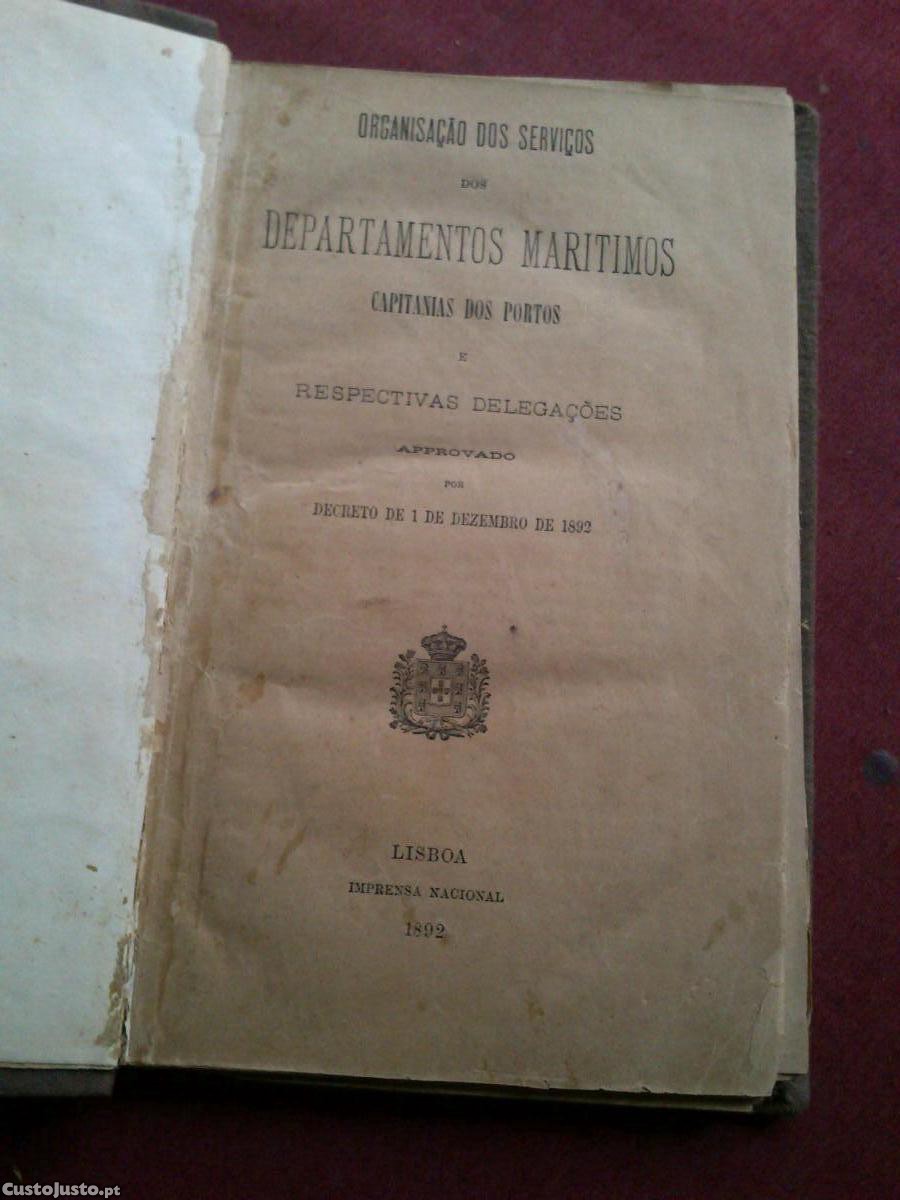 ORGANISAÇÃO DOS SERVIÇOS
DOS
DEPARTAMENTOS MARITIMOS
CAPITANIAS DOS PORTOS
E
RESPECTIVAS DELEGAÇÕES
APPROVADO
POR
DECRETO DE 1 DE DEZEMBRO DE 1892
LISBOA
IMPRENSA NACIONAL
1892
CustoJusto.pt